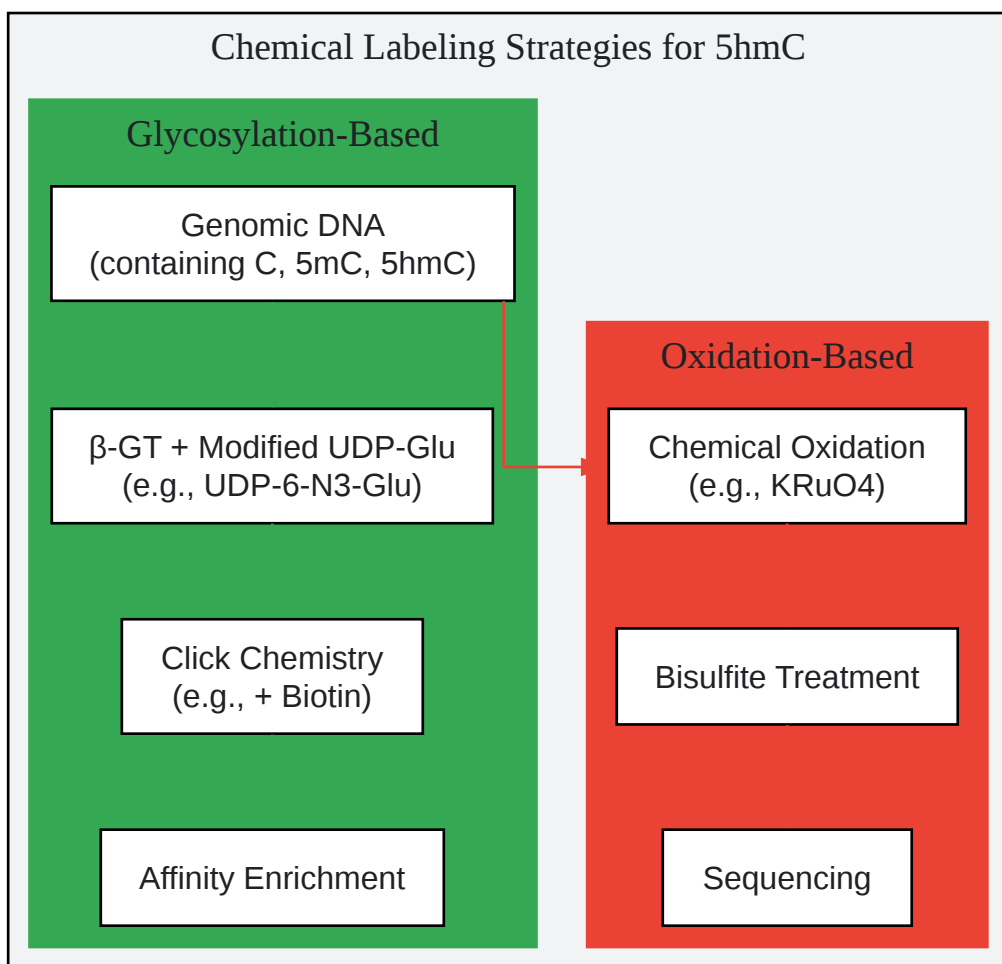 Chemical Labeling Strategies for 5hmC
Glycosylation-Based
Genomic DNA
(containing C, 5mC, 5hmC)
β-GT + Modified UDP-Glu
(e.g., UDP-6-N3-Glu)
Click Chemistry
(e.g., + Biotin)
Affinity Enrichment
Oxidation-Based
Chemical Oxidation
(e.g., KRuO4)
Bisulfite Treatment
Sequencing